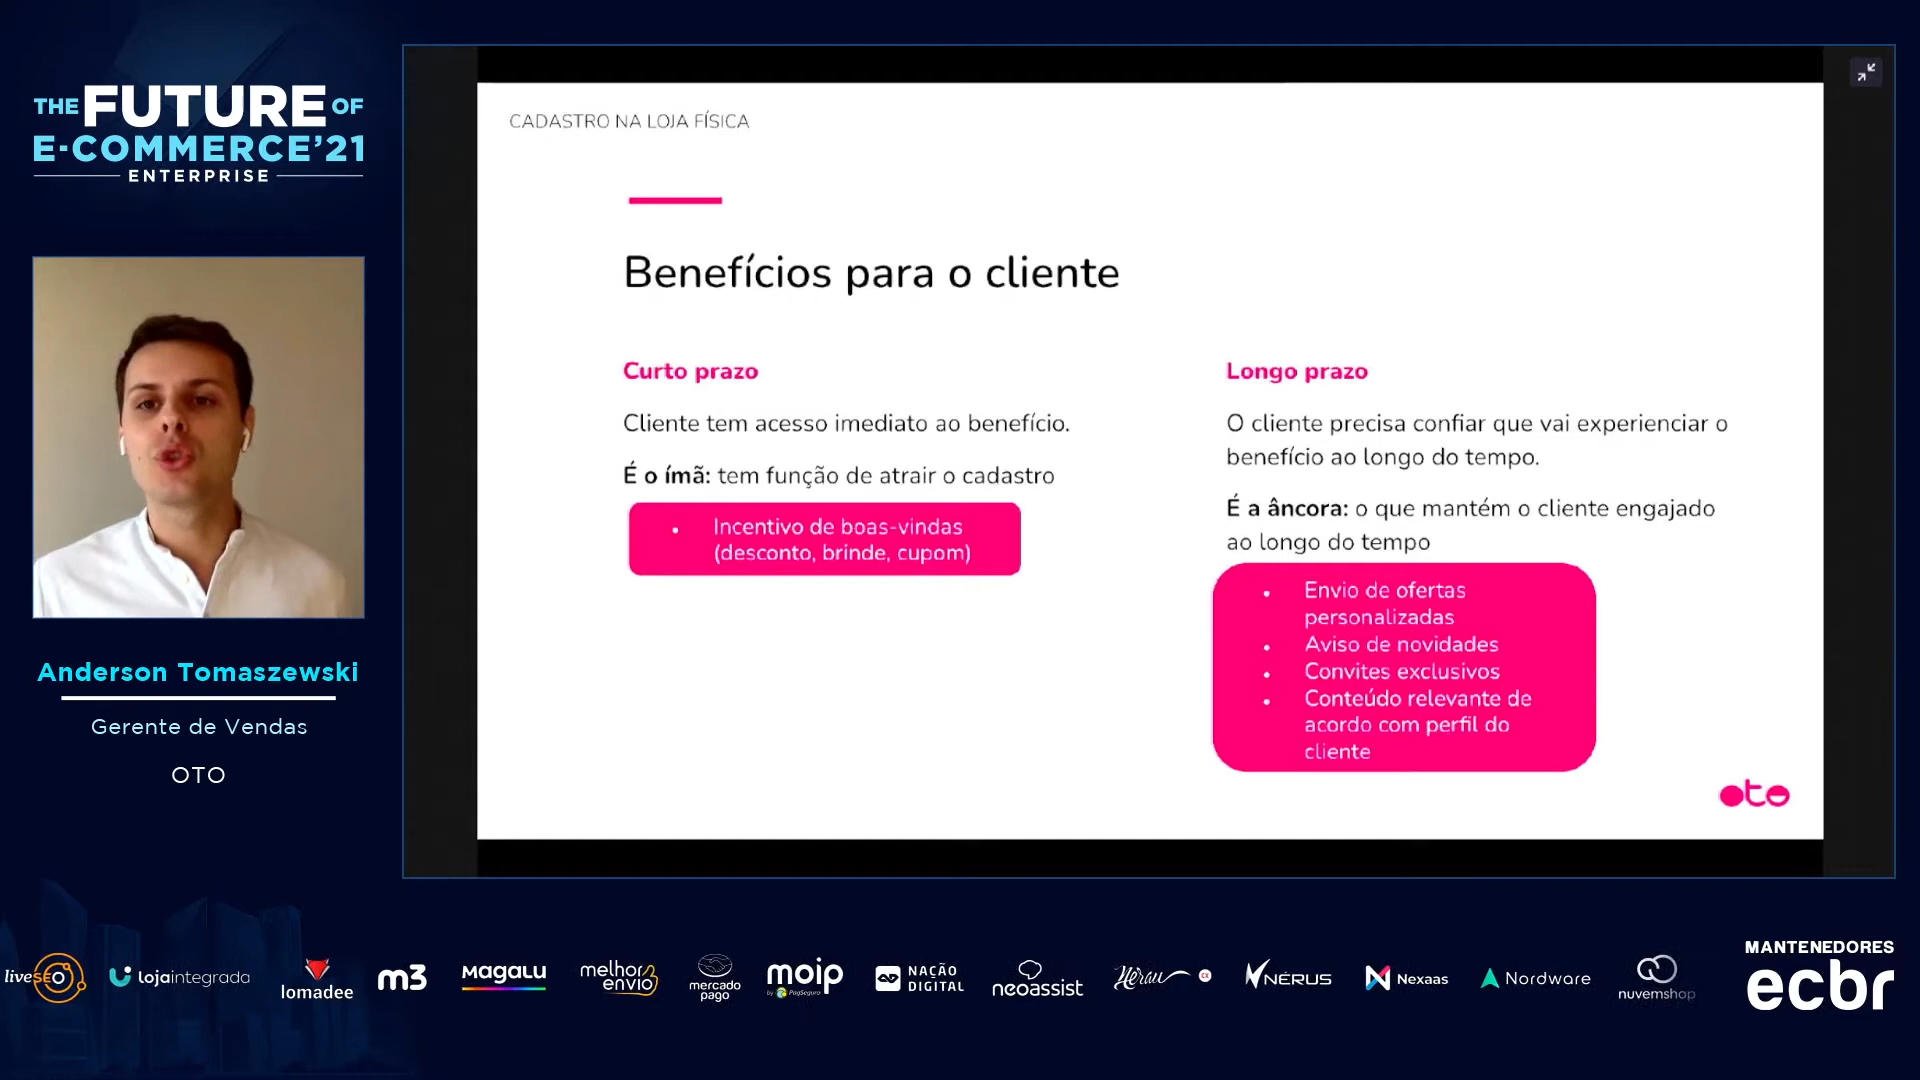 THE FUTURE OF
E-COMMERCE'21
ENTERPRISE
Anderson Tomaszewski
Gerente de Vendas
OTO
CADASTRO NA LOJA FÍSICA
Benefícios para o cliente
Curto prazo
Cliente tem acesso imediato ao benefício.
É o ímã: tem função de atrair o cadastro
• Incentivo de boas-vindas
(desconto, brinde, cupom)
Longo prazo
O cliente precisa confiar que vai experienciar o
benefício ao longo do tempo.
É a âncora: o que mantém o cliente engajado
ao longo do tempo
• Envio de ofertas
personalizadas
• Aviso de novidades
• Convites exclusivos
• Conteúdo relevante de
acordo com perfil do
cliente
oto
liveSEO
lojaintegrada
lomadee
m3
Magalu
melhor
envio
mercado
pago
moip
by PagSeguro
NAÇÃO
DIGITAL
neoassist
CX
NÉRUS
Nexaas
Nordware
nuvemshop
MANTENEDORES
ecbr